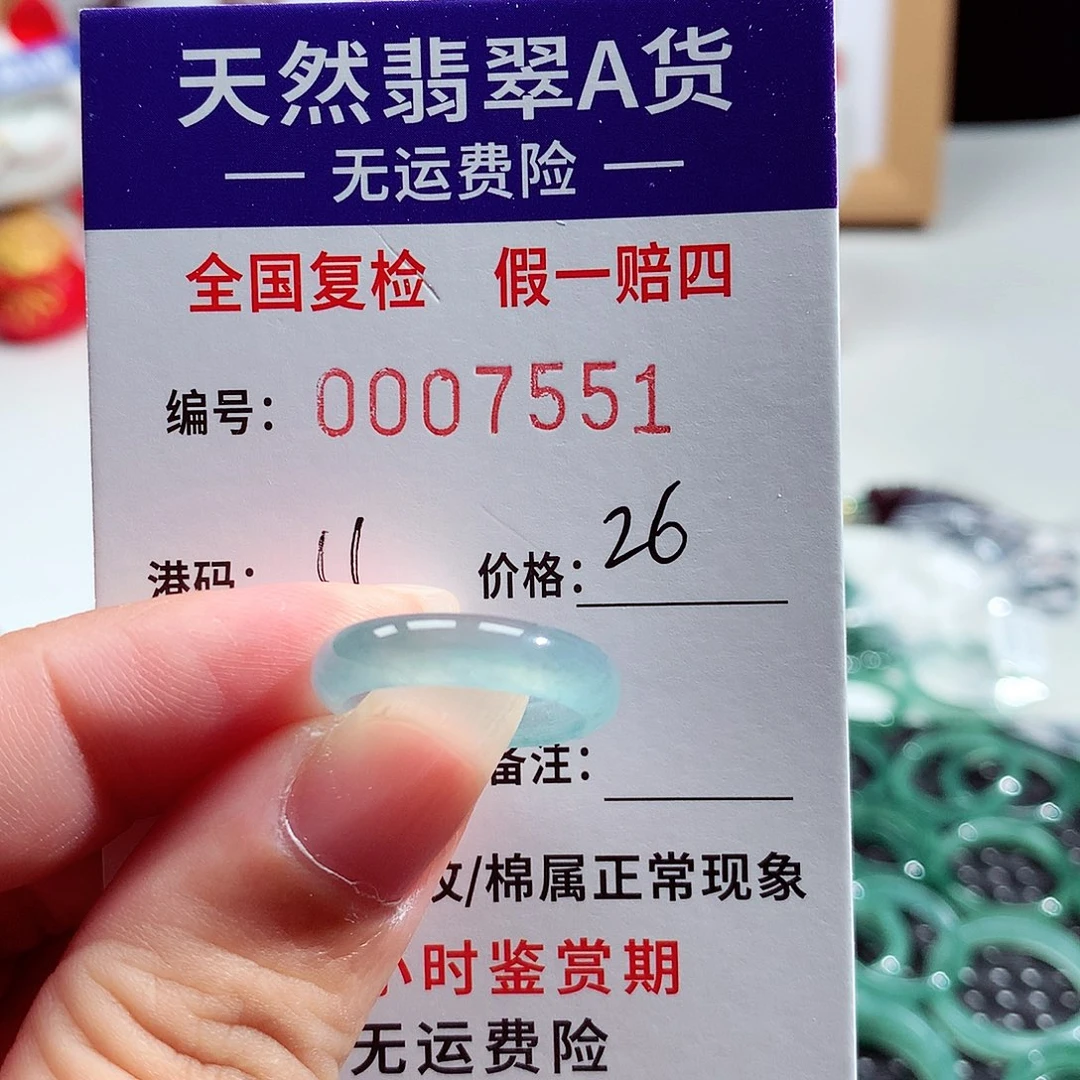 天然翡翠A货
无运费险
全国复检 假一赔四
编号: 0007551
港码: 11 价格: 26
备注:
纹/棉属正常现象
小时鉴赏期
无运费险